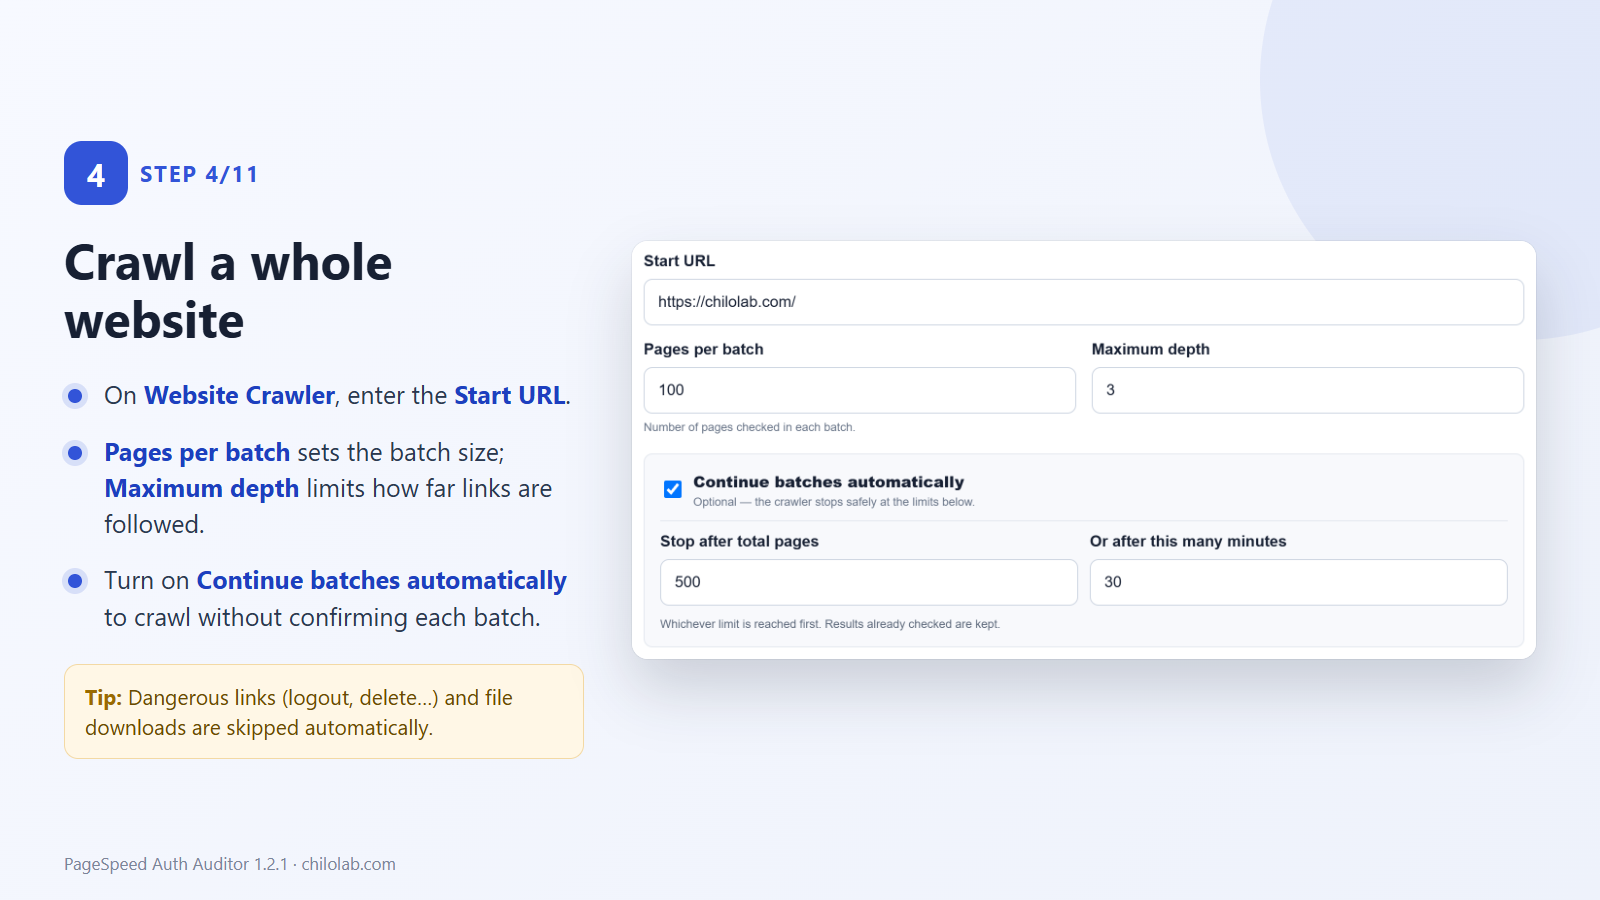 4
STEP 4/11
Crawl a whole
website
On Website Crawler, enter the Start URL.
Pages per batch sets the batch size;
Maximum depth limits how far links are
followed.
Turn on Continue batches automatically
to crawl without confirming each batch.
Tip: Dangerous links (logout, delete…) and file
downloads are skipped automatically.
Start URL
https://chilolab.com/
Pages per batch
Maximum depth
100
3
Number of pages checked in each batch.
Continue batches automatically
Optional — the crawler stops safely at the limits below.
Stop after total pages
Or after this many minutes
500
30
Whichever limit is reached first. Results already checked are kept.
PageSpeed Auth Auditor 1.2.1 · chilolab.com